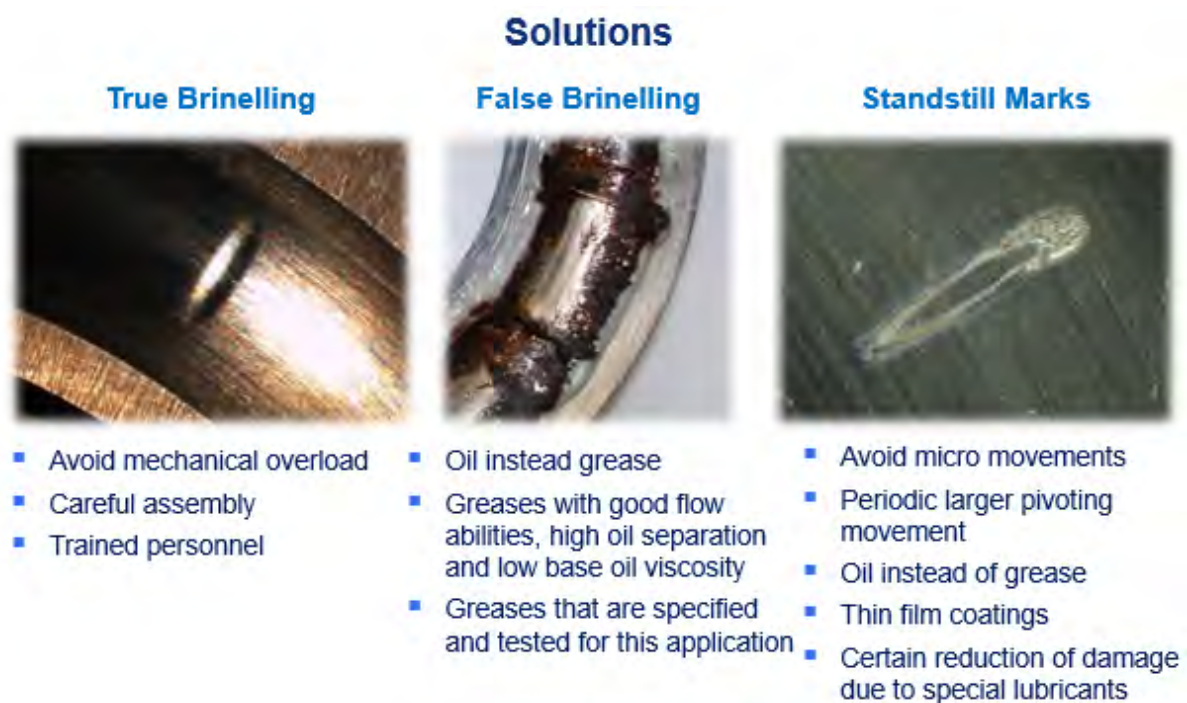 Solutions
True Brinelling
False Brinelling
Standstill Marks
Avoid mechanical overload
Careful assembly
Trained personnel
Oil instead grease
Greases with good flow
abilities, high oil separation
and low base oil viscosity
Greases that are specified
and tested for this application
Avoid micro movements
Periodic larger pivoting
movement
Oil instead of grease
Thin film coatings
Certain reduction of damage
due to special lubricants